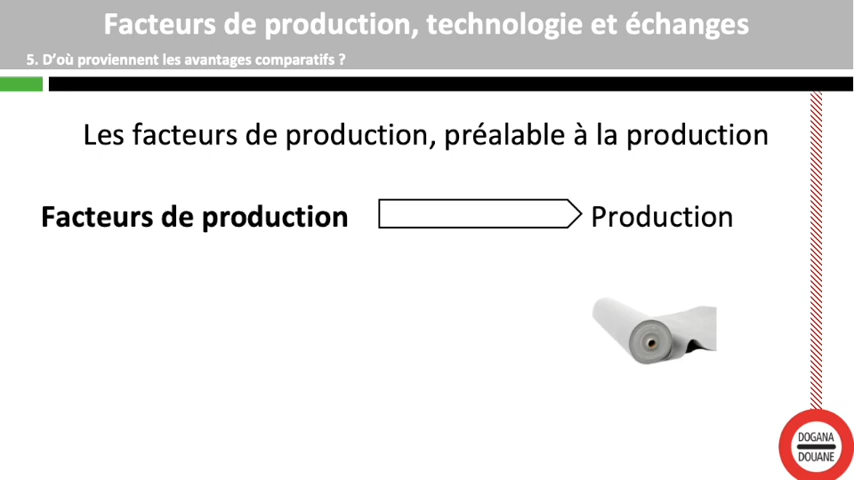 Facteurs de production, technologie et échanges
5. D’où proviennent les avantages comparatifs ?
Les facteurs de production, préalable à la production
Facteurs de production
Production
DOGANA
DOUANE